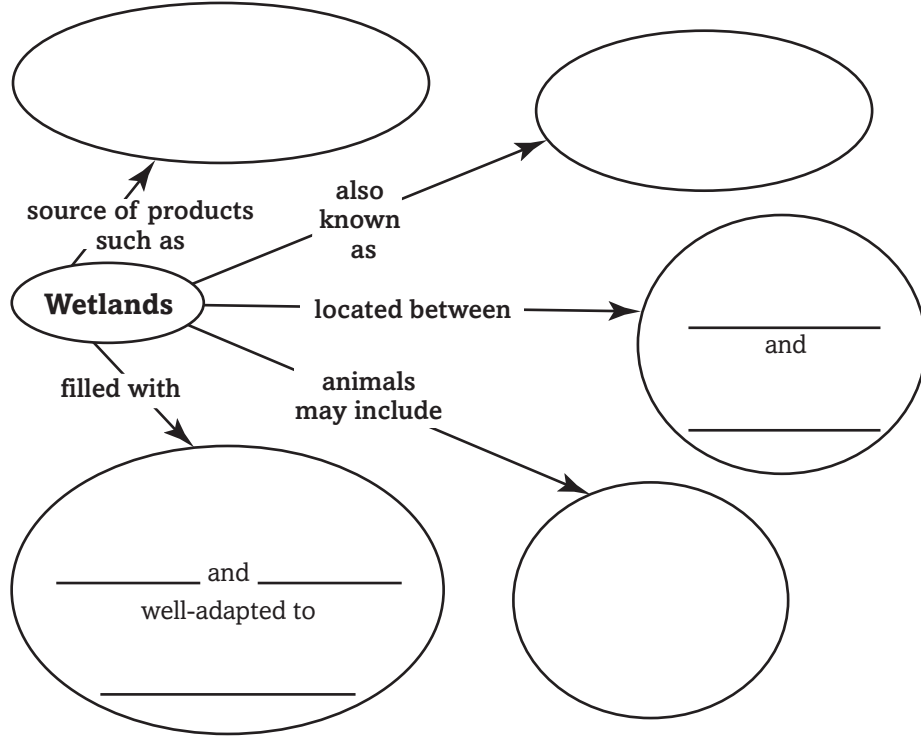 also
known
as
source of products
such as
Wetlands
located between
and
filled with
animals
may include
and
well-adapted to